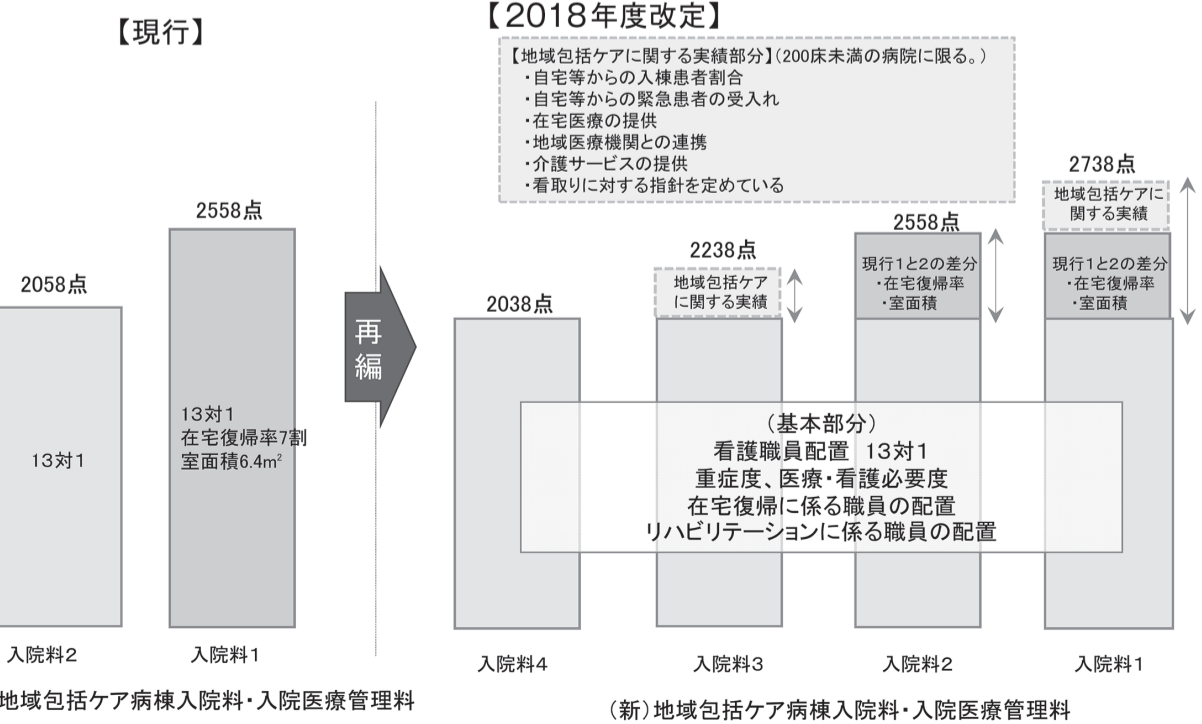 【現行】
2058点
2558点
13対1
13対1
在宅復帰率7割
室面積6.4m²
入院料2
入院料1
地域包括ケア病棟入院料・入院医療管理料
再編
【2018年度改定】
【地域包括ケアに関する実績部分】(200床未満の病院に限る。)
・自宅等からの入棟患者割合
・自宅等からの緊急患者の受入れ
・在宅医療の提供
・地域医療機関との連携
・介護サービスの提供
・看取りに対する指針を定めている
2038点
2238点
地域包括ケア
に関する実績
2558点
現行1と2の差分
・在宅復帰率
・室面積
2738点
地域包括ケアに
関する実績
現行1と2の差分
・在宅復帰率
・室面積
(基本部分)
看護職員配置 13対1
重症度、医療・看護必要度
在宅復帰に係る職員の配置
リハビリテーションに係る職員の配置
入院料4
入院料3
入院料2
入院料1
(新)地域包括ケア病棟入院料・入院医療管理料